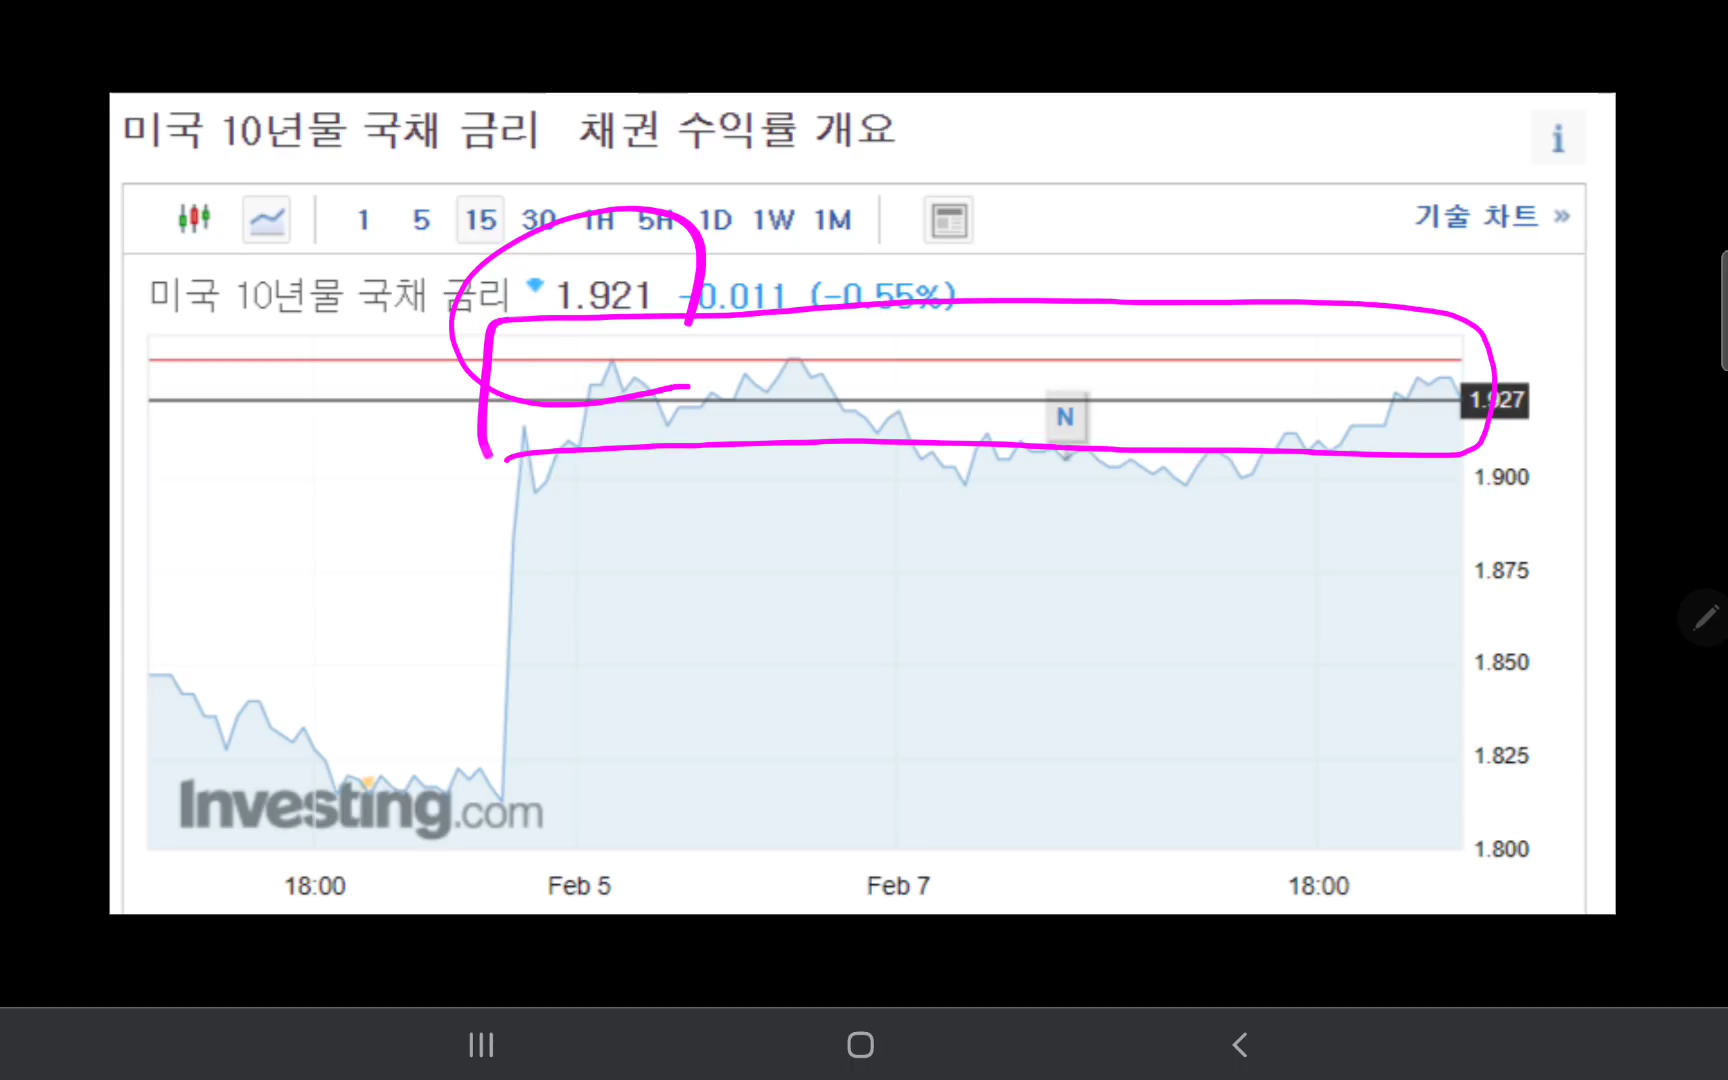 미국 10년물 국채 금리 채권 수익률 개요
i
1 5 15 30 1H 5H 1D 1W 1M
기술 차트 »
미국 10년물 국채 금리 1.921 -0.011 (-0.55%)
1.927
N
1.900
1.875
1.850
1.825
1.800
Investing.com
18:00 Feb 5 Feb 7 18:00